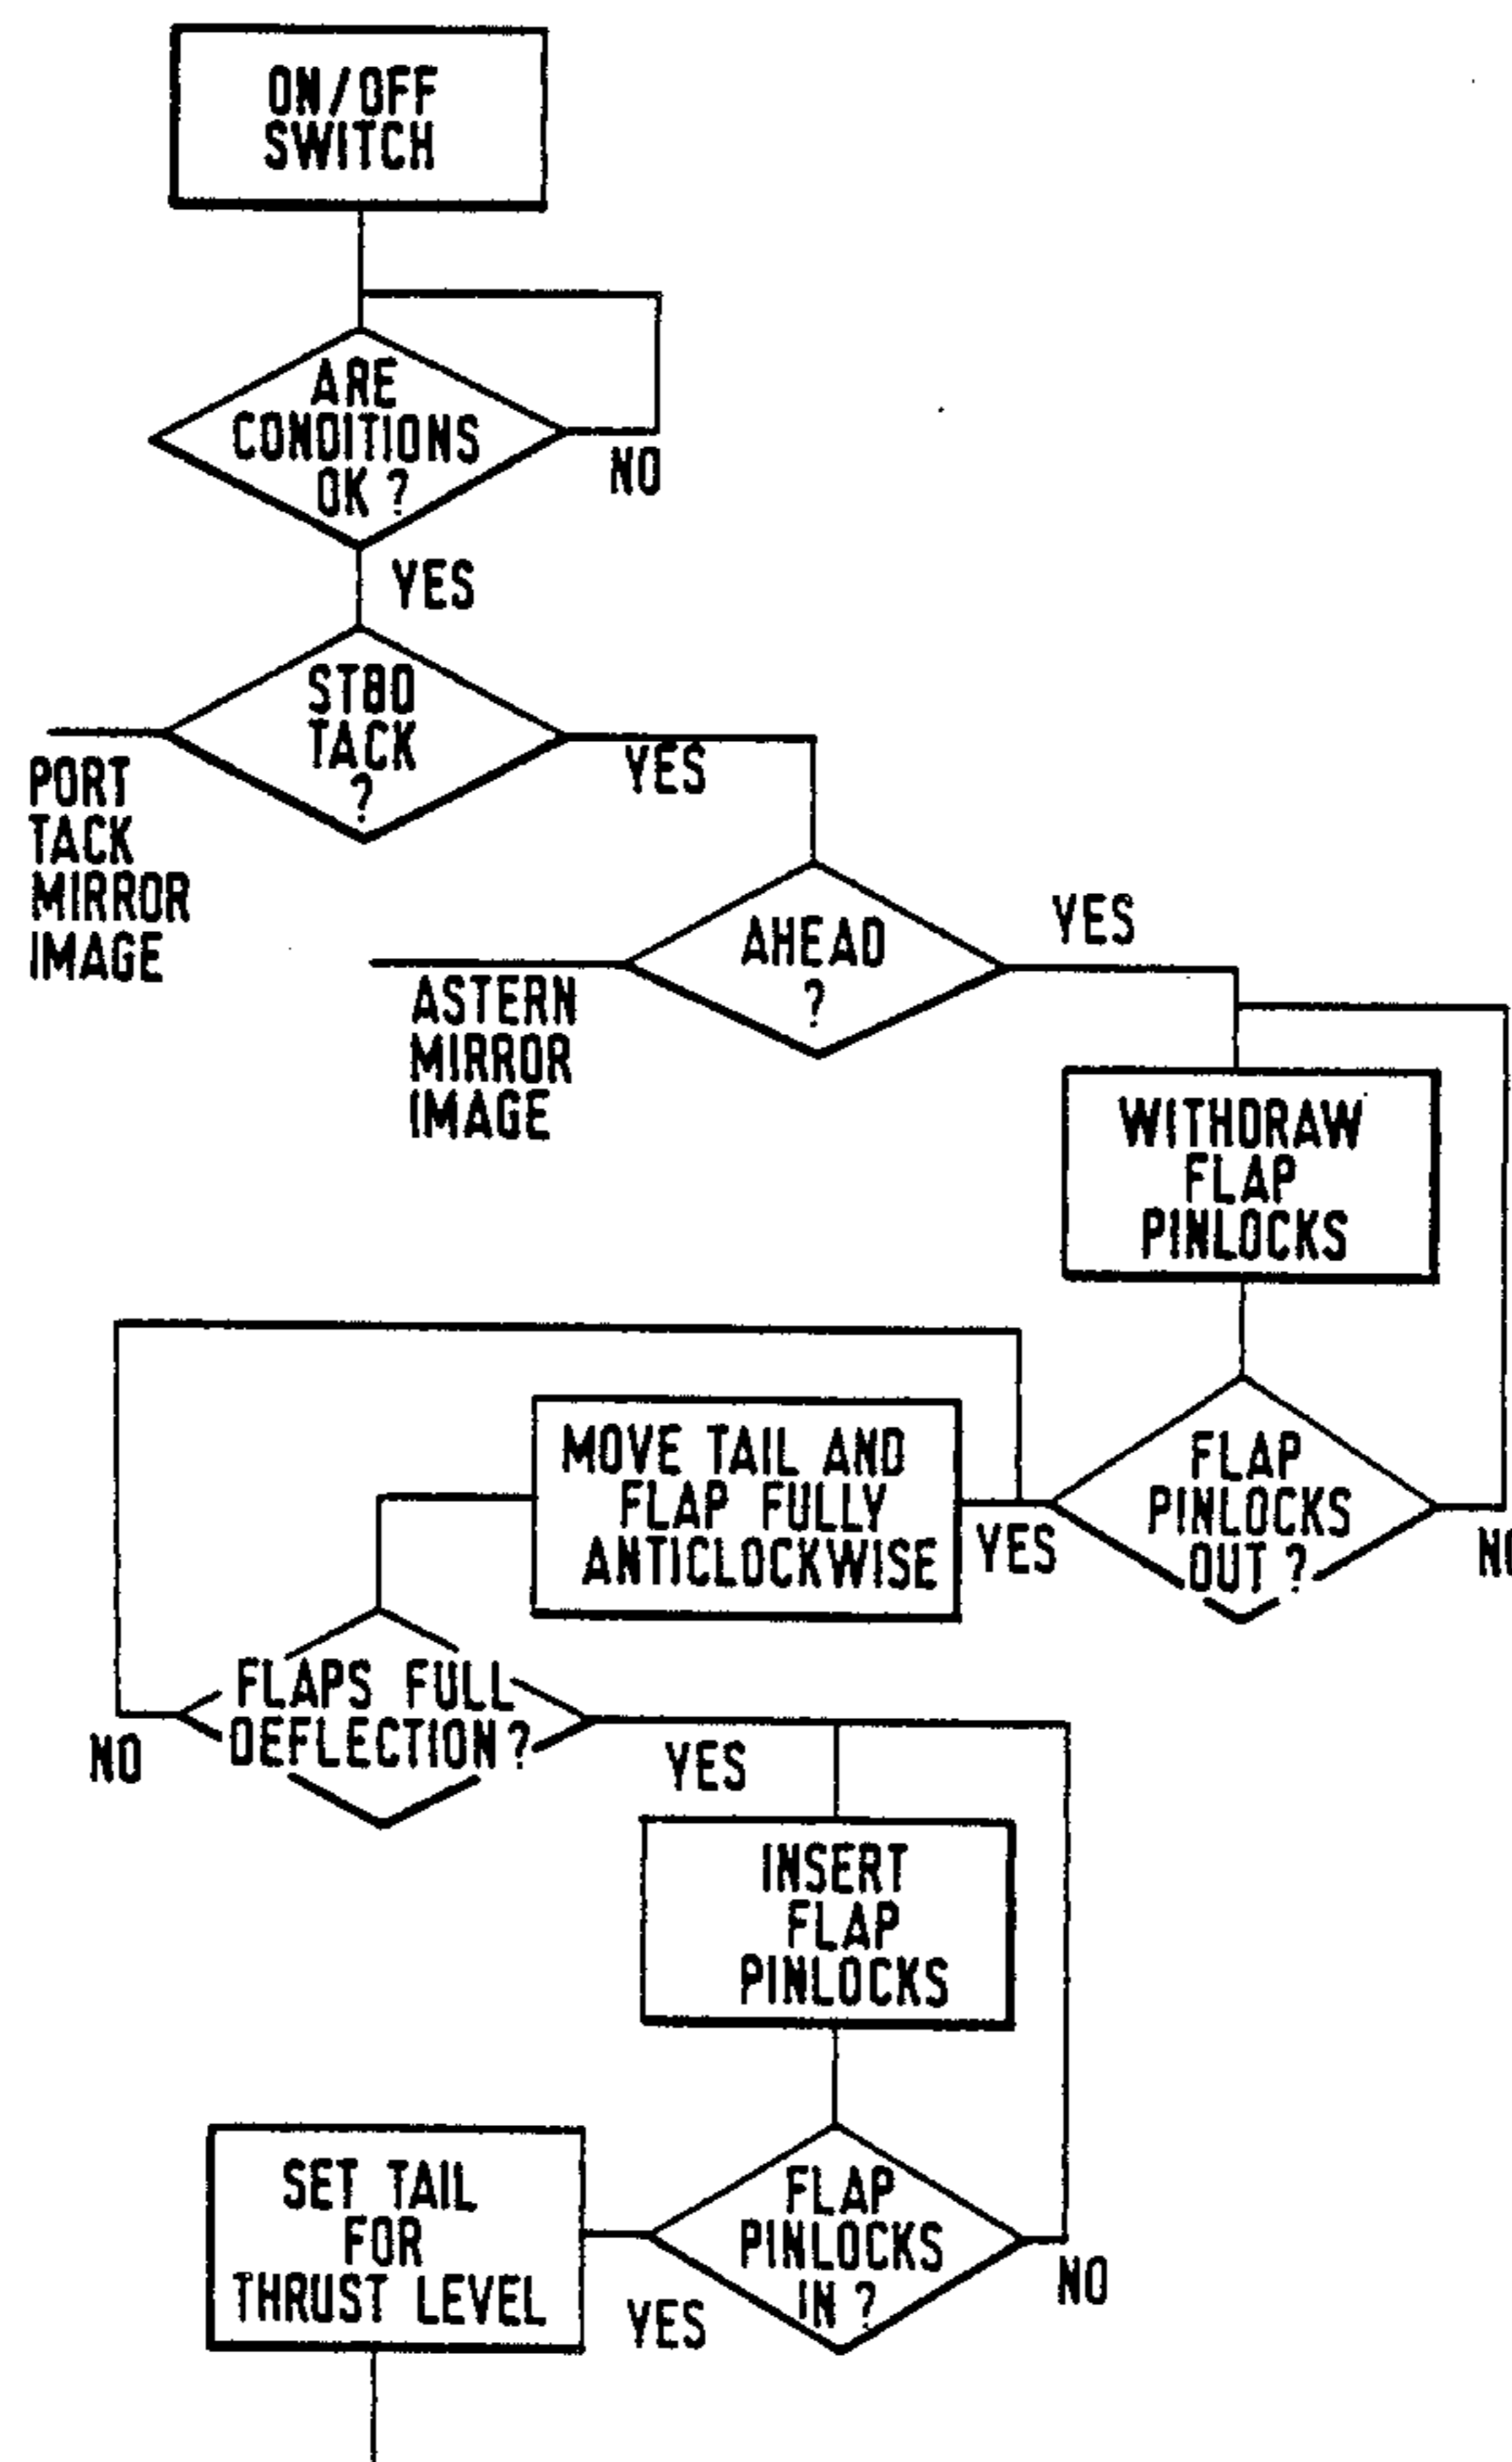 ON/OFF
SWITCH
ARE
CONDITIONS
OK ?
NO
YES
STBD
TACK
?
YES
PORT
TACK
MIRROR
IMAGE
AHEAD
?
YES
ASTERN
MIRROR
IMAGE
WITHDRAW
FLAP
PINLOCKS
FLAP
PINLOCKS
OUT ?
NO
YES
MOVE TAIL AND
FLAP FULLY
ANTICLOCKWISE
FLAPS FULL
DEFLECTION ?
NO
YES
INSERT
FLAP
PINLOCKS
FLAP
PINLOCKS
IN ?
NO
YES
SET TAIL
FOR
THRUST LEVEL